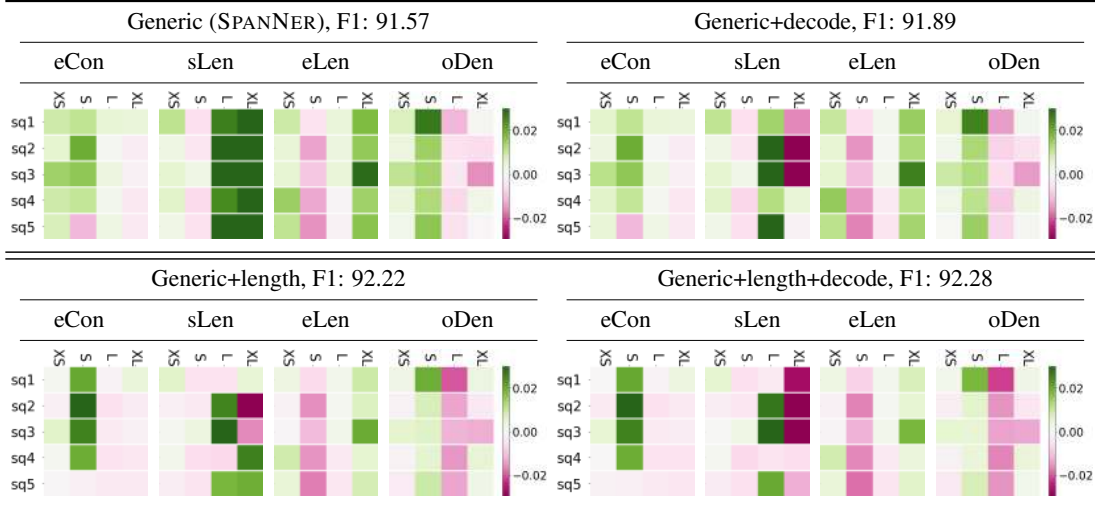 Generic (SPANNER), F1: 91.57 Generic+decode, F1: 91.89
eCon sLen eLen oDen eCon sLen eLen oDen
XS S L XL XS S L XL XS S L XL XS S L XL XS S L XL XS S L XL XS S L XL XS S L XL
sq1 0.02 sq1 0.02
sq2 sq2
sq3 0.00 sq3 0.00
sq4 sq4
sq5 −0.02 sq5 −0.02
Generic+length, F1: 92.22 Generic+length+decode, F1: 92.28
eCon sLen eLen oDen eCon sLen eLen oDen
XS S L XL XS S L XL XS S L XL XS S L XL XS S L XL XS S L XL XS S L XL XS S L XL
sq1 0.02 sq1 0.02
sq2 sq2
sq3 0.00 sq3 0.00
sq4 sq4
sq5 −0.02 sq5 −0.02